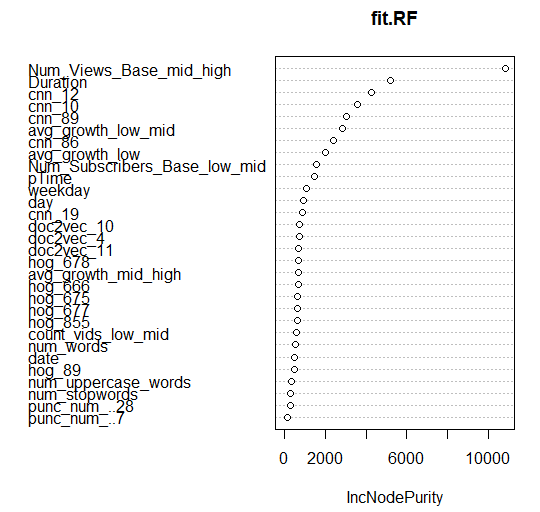 fit.RF
Num_Views_Base_mid_high
Duration
cnn_12
cnn_10
cnn_89
avg_growth_low_mid
cnn_86
avg_growth_low
Num_Subscribers_Base_low_mid
pTime
weekday
day
cnn_19
doc2vec_10
doc2vec_4
doc2vec_11
hog_678
avg_growth_mid_high
hog_666
hog_675
hog_677
hog_855
count_vids_low_mid
num_words
date
hog_89
num_uppercase_words
num_stopwords
punc_num_..28
punc_num_..7
0 2000 6000 10000
IncNodePurity